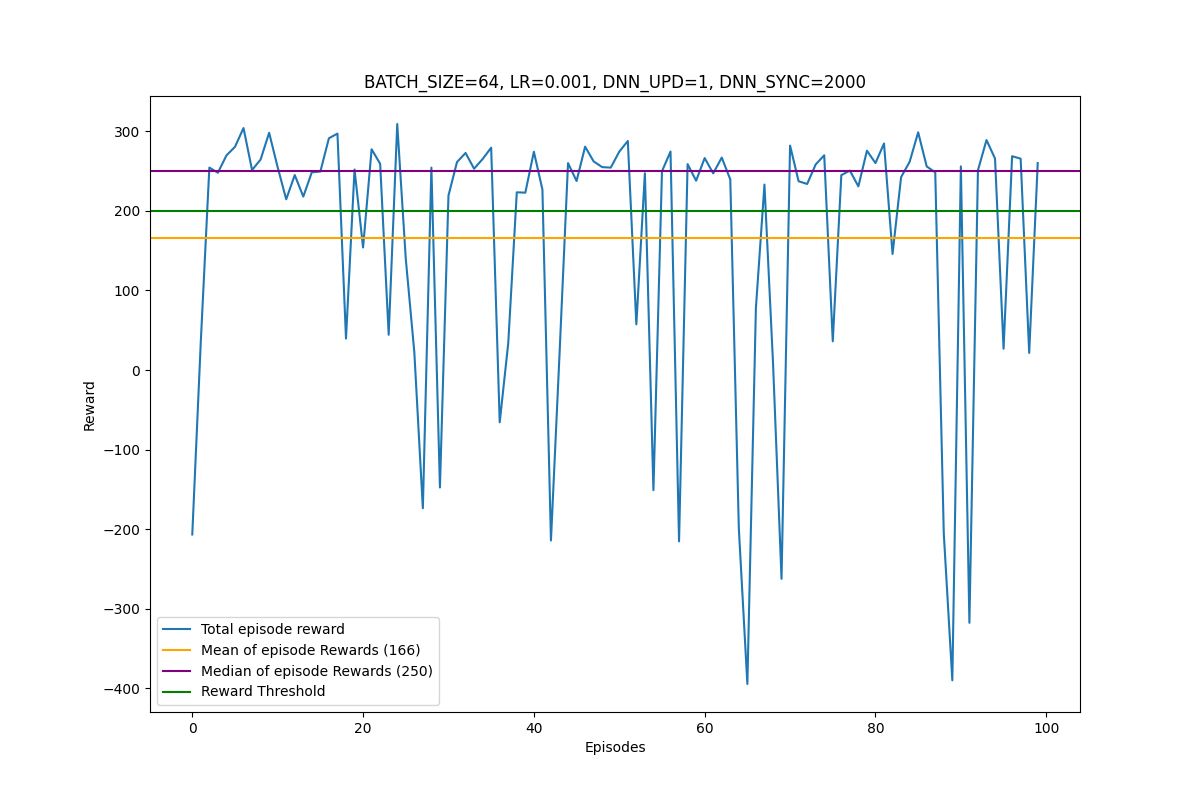 BATCH_SIZE=64, LR=0.001, DNN_UPD=1, DNN_SYNC=2000
300
200
100
0
−100
−200
−300
−400
Reward
Total episode reward
Mean of episode Rewards (166)
Median of episode Rewards (250)
Reward Threshold
0 20 40 60 80 100
Episodes